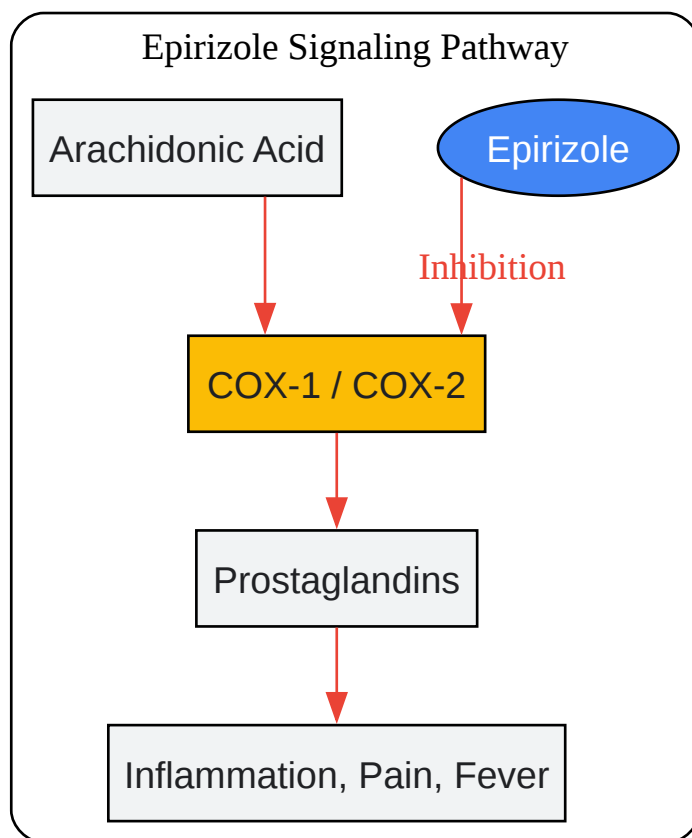 Epirizole Signaling Pathway
Arachidonic Acid
Epirizole
Inhibition
COX-1 / COX-2
Prostaglandins
Inflammation, Pain, Fever